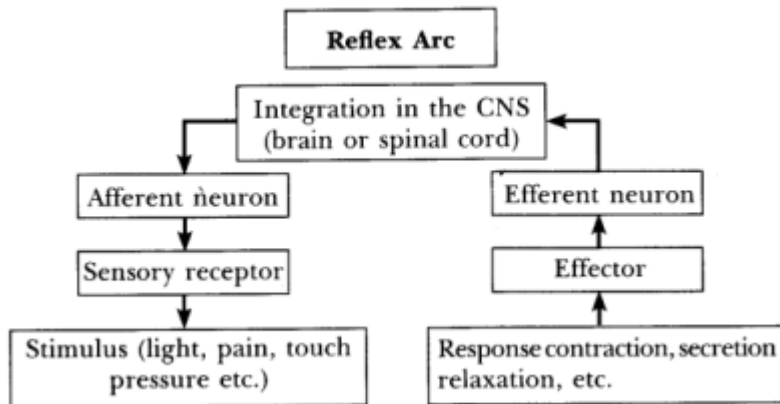 Reflex Arc
Integration in the CNS
(brain or spinal cord)
Afferent neuron
Efferent neuron
Sensory receptor
Effector
Stimulus (light, pain, touch
pressure etc.)
Response contraction, secretion
relaxation, etc.